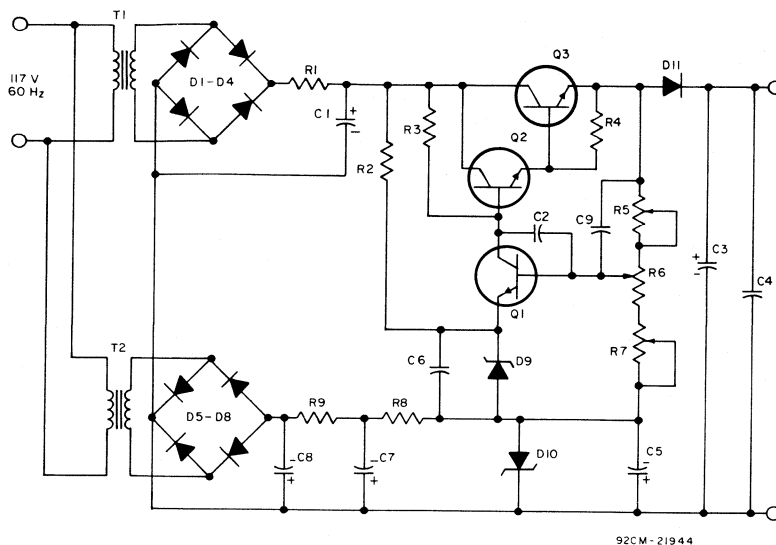 T1
117 V
60 Hz
D1-D4
R1
C1
+
-
R2
R3
Q2
Q3
R4
D11
C2
C9
R5
R6
R7
C3
+
-
C4
Q1
T2
D5-D8
C6
D9
R9
R8
-
C8
+
-
C7
+
D10
C5
-
+
92CM-21944